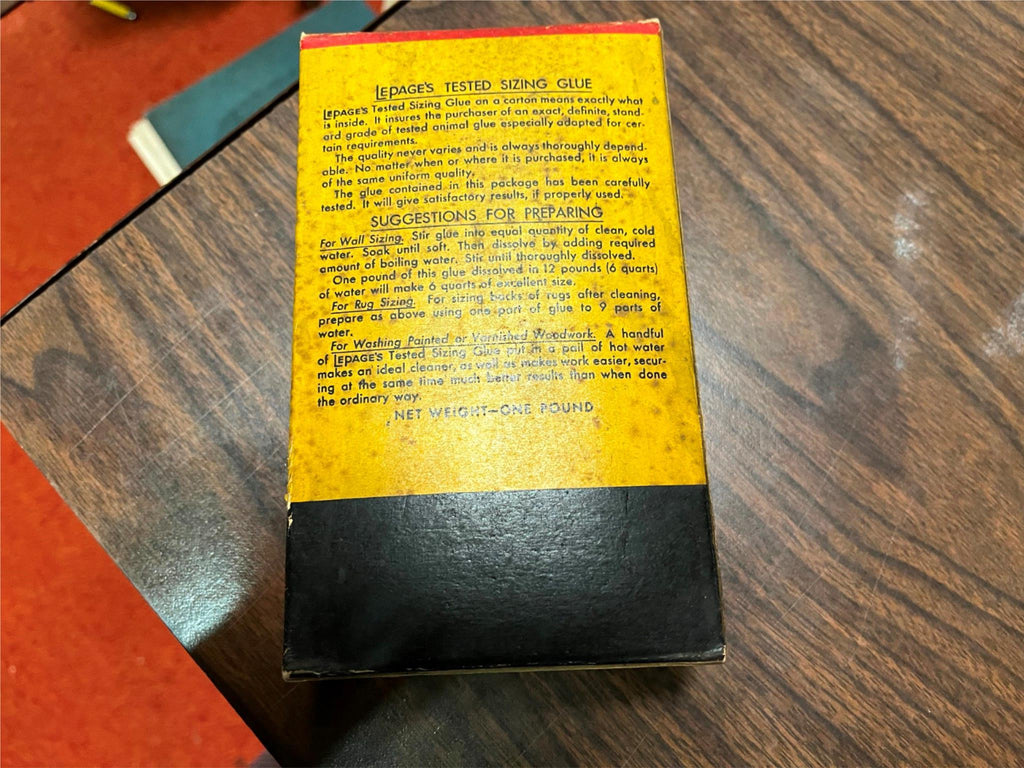 LEPAGE'S TESTED SIZING GLUE
LEPAGE'S Tested Sizing Glue on a carton means exactly what
is inside. It insures the purchaser of an exact, definite, stand-
ard grade of tested animal glue especially adapted for cer-
tain requirements.
The quality never varies and is always thoroughly depend-
able. No matter when or where it is purchased, it is always
of the same uniform quality.
The glue contained in this package has been carefully
tested. It will give satisfactory results, if properly used.
SUGGESTIONS FOR PREPARING
For Wall Sizing. Stir glue into equal quantity of clean, cold
water. Soak until soft. Then dissolve by adding required
amount of boiling water. Stir until thoroughly dissolved.
One pound of this glue dissolved in 12 pounds (6 quarts)
of water will make 6 quarts of excellent size.
For Rug Sizing. For sizing backs of rugs after cleaning,
prepare as above using one part of glue to 9 parts of
water.
For Washing Painted or Varnished Woodwork. A handful
of LEPAGE'S Tested Sizing Glue put in a pail of hot water
makes an ideal cleaner, as well as makes work easier, secur-
ing at the same time much better results than when done
the ordinary way.
NET WEIGHT—ONE POUND